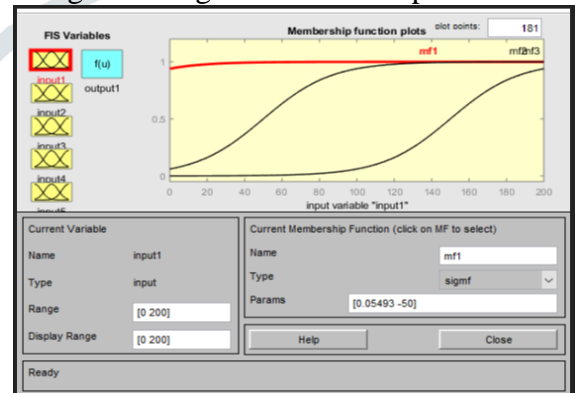 FIS Variables
Membership function plots
plot points:
181
f(u)
input1
output1
input2
input3
input4
mf1
1
0.5
0
0 20 40 60 80 100 120 140 160 180 200
input variable "input1"
Current Variable
Name input1
Type input
Range [0 200]
Display Range [0 200]
Current Membership Function (click on MF to select)
Name mf1
Type sigmf
Params [0.05493 -50]
Help Close
Ready